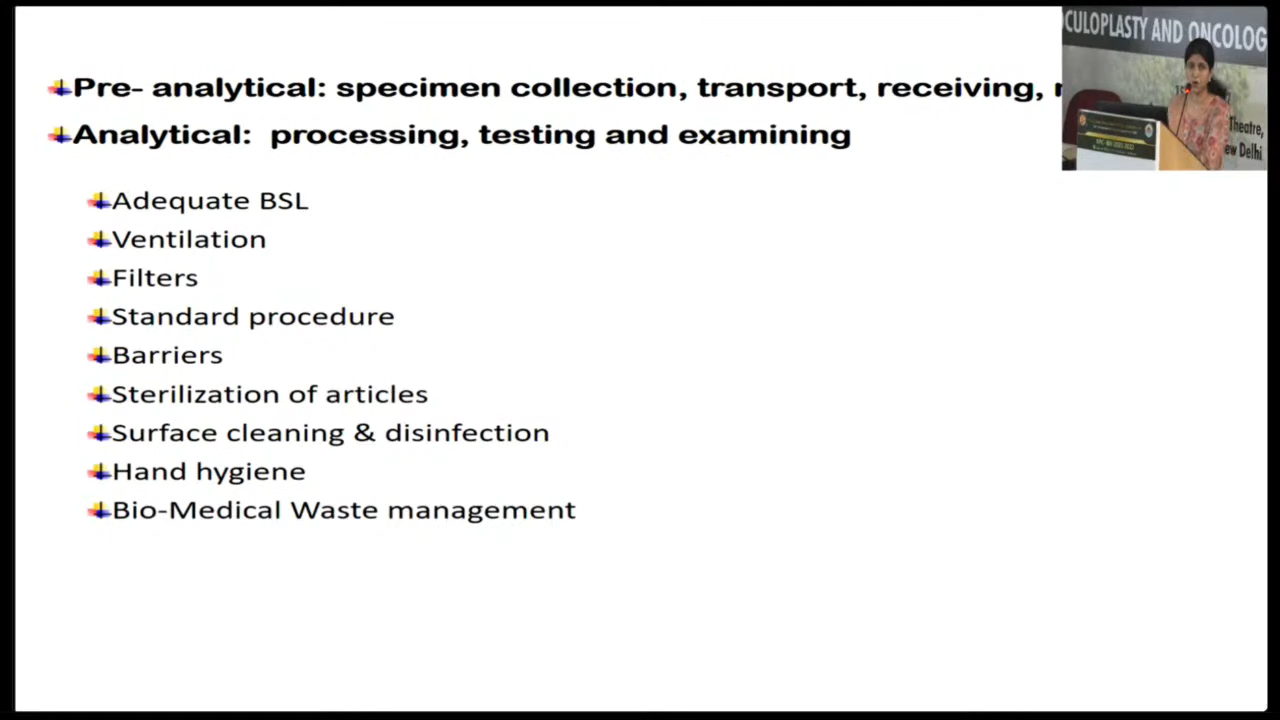 Pre- analytical: specimen collection, transport, receiving,
Analytical: processing, testing and examining
Adequate BSL
Ventilation
Filters
Standard procedure
Barriers
Sterilization of articles
Surface cleaning & disinfection
Hand hygiene
Bio-Medical Waste management
CULOPLASTY AND ONCOLOG
Theatre,
ew Delhi